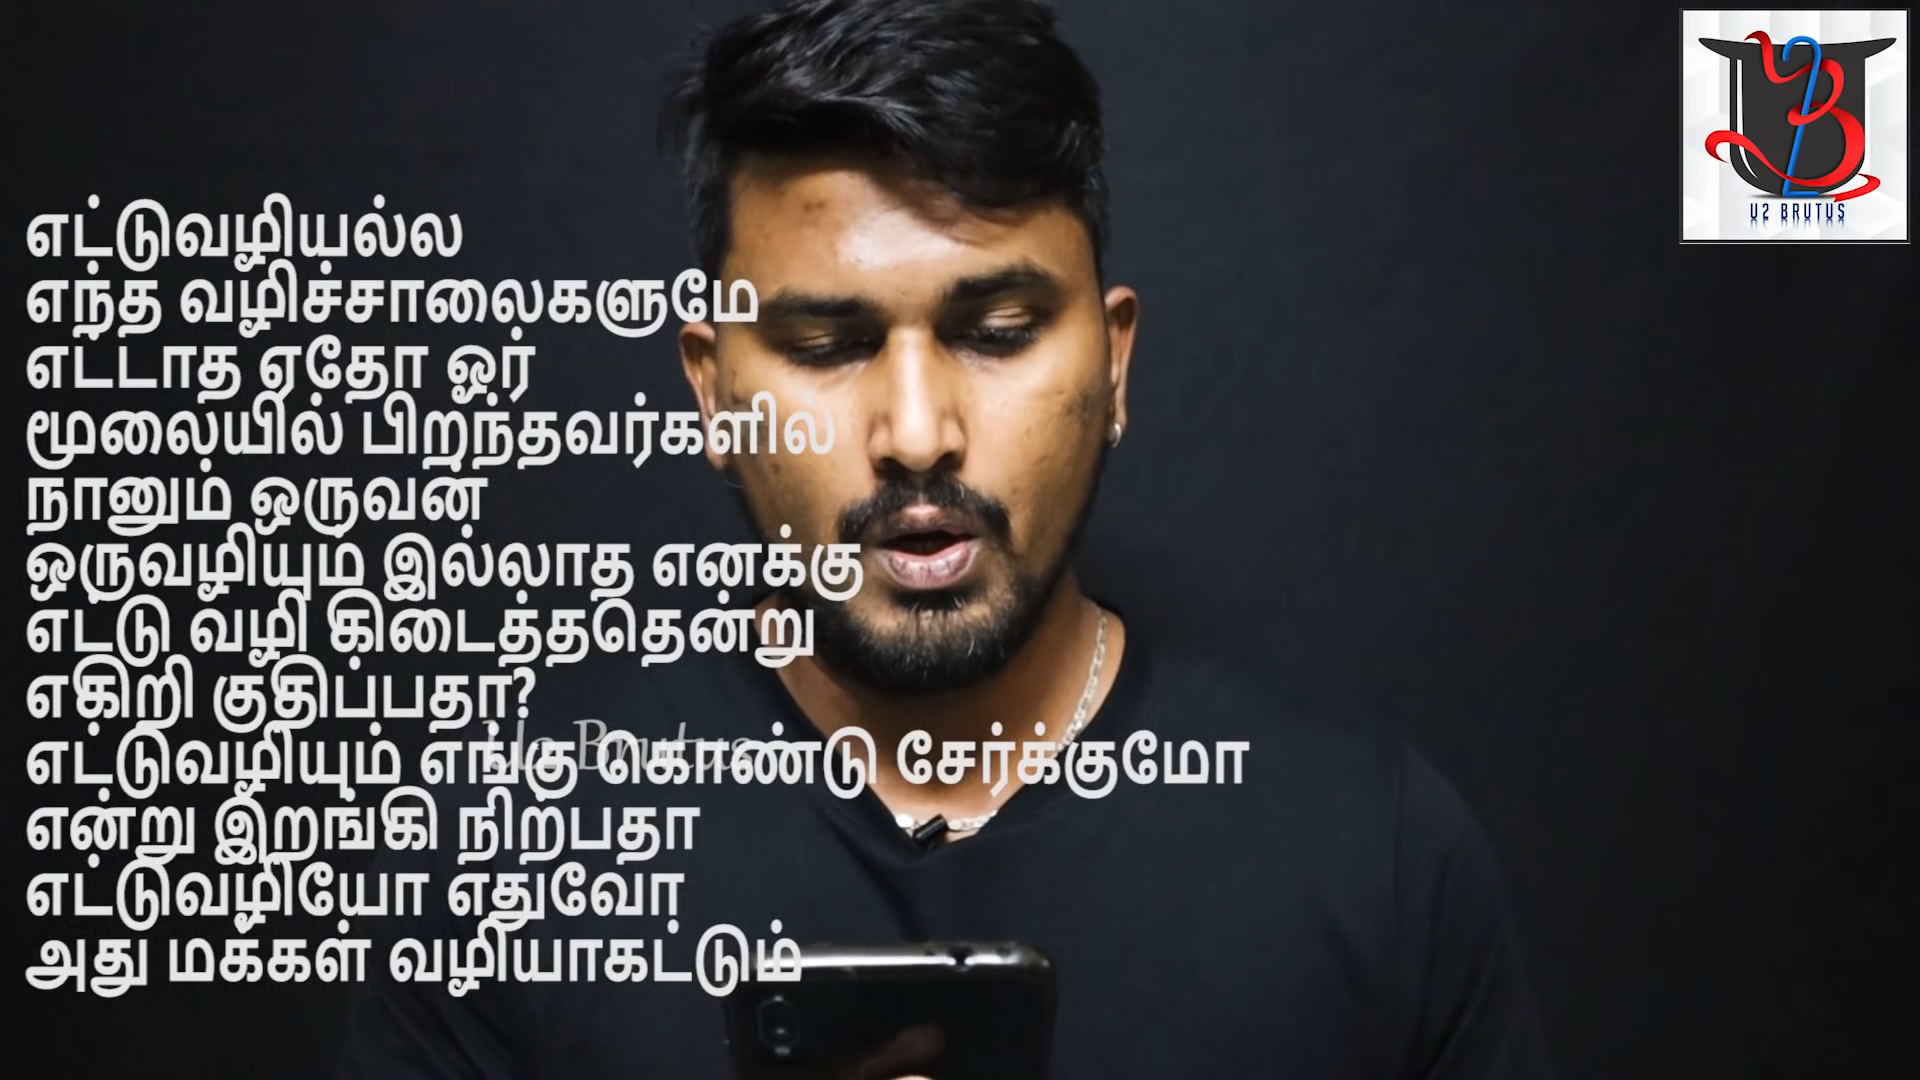 U2 BRUTUS
எட்டுவழியல்ல
எந்த வழிச்சாலைகளுமே
எட்டாத ஏதோ ஓர்
மூலையில் பிறந்தவர்களில்
நானும் ஒருவன்
ஒருவழியும் இல்லாத எனக்கு
எட்டு வழி கிடைத்ததென்று
எகிறி குதிப்பதா?
U2 Brutus
எட்டுவழியும் எங்கு கொண்டு சேர்க்குமோ
என்று இறங்கி நிற்பதா
எட்டுவழியோ எதுவோ
அது மக்கள் வழியாகட்டும்